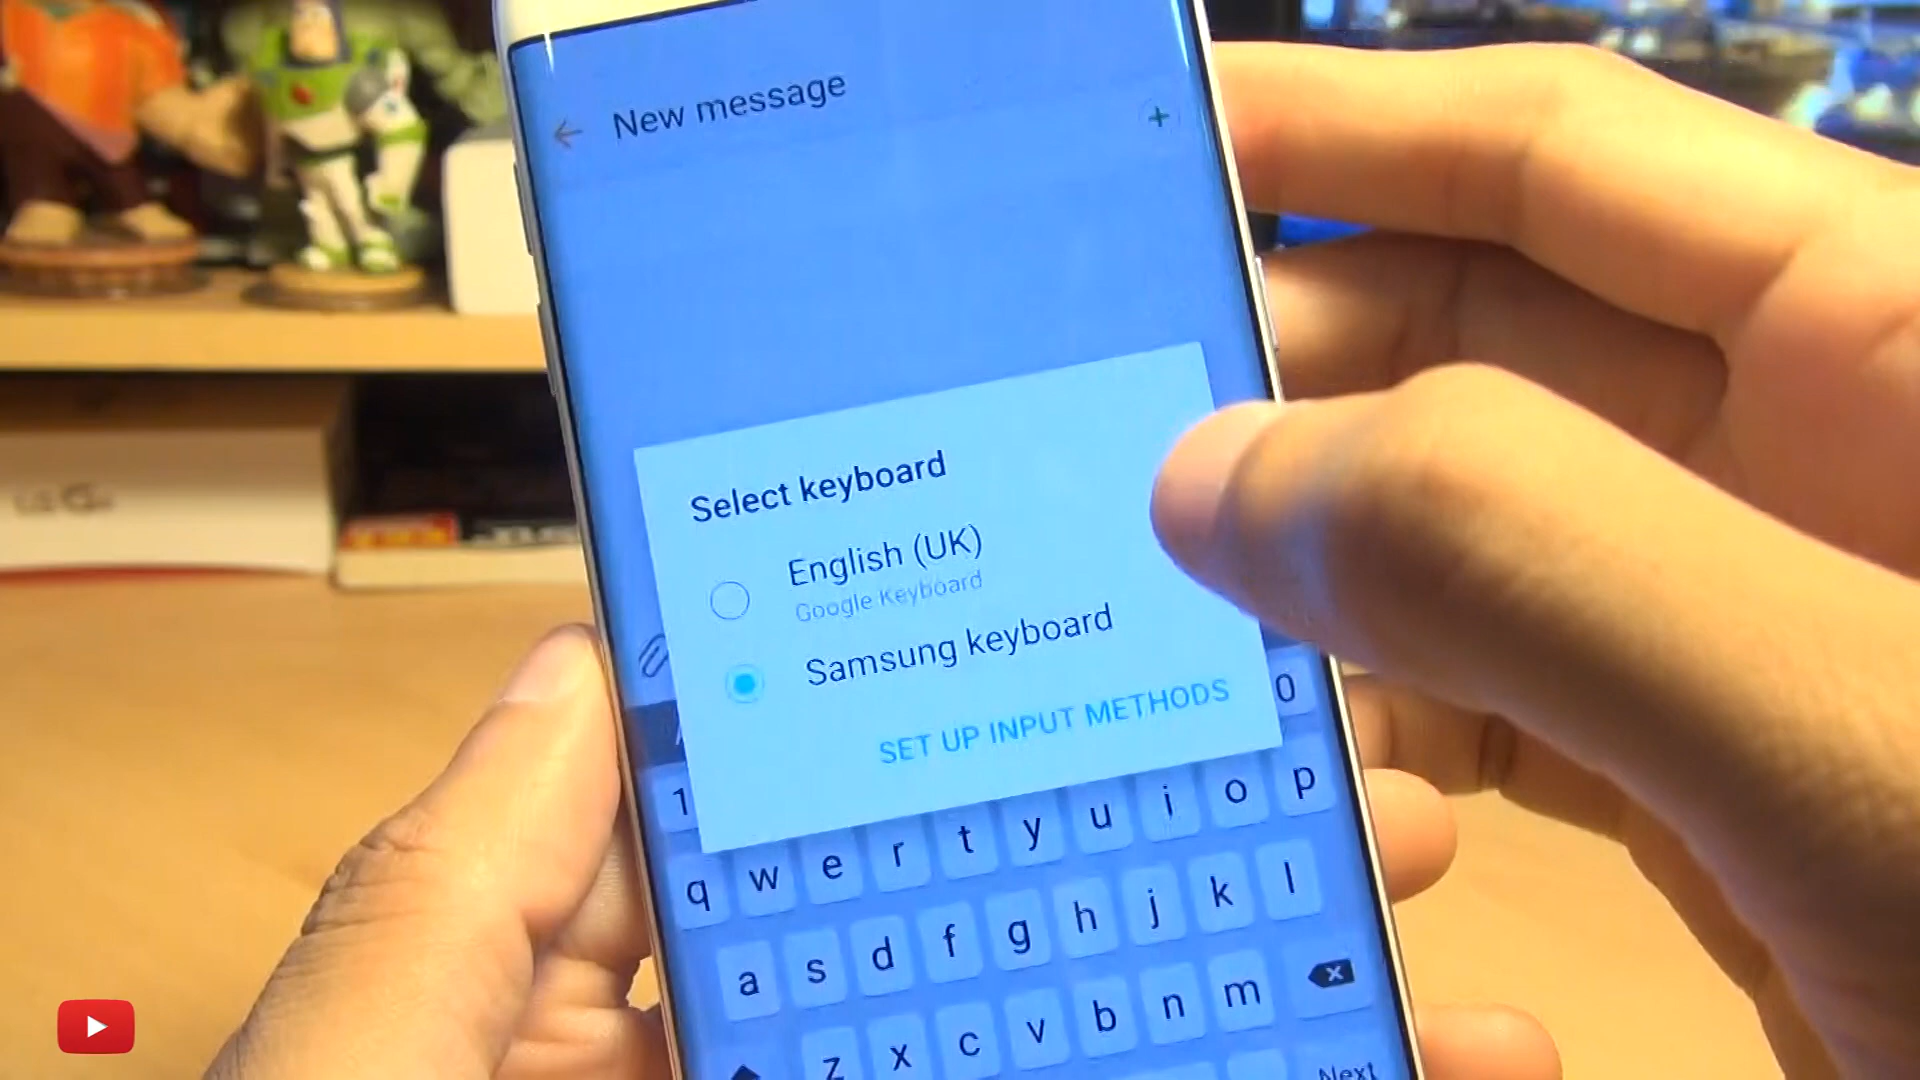 New message
+
Select keyboard
English (UK)
Google Keyboard
Samsung keyboard
SET UP INPUT METHODS
1
0
q w e r t y u i o p
a s d f g h j k l
z x c v b n m
Next